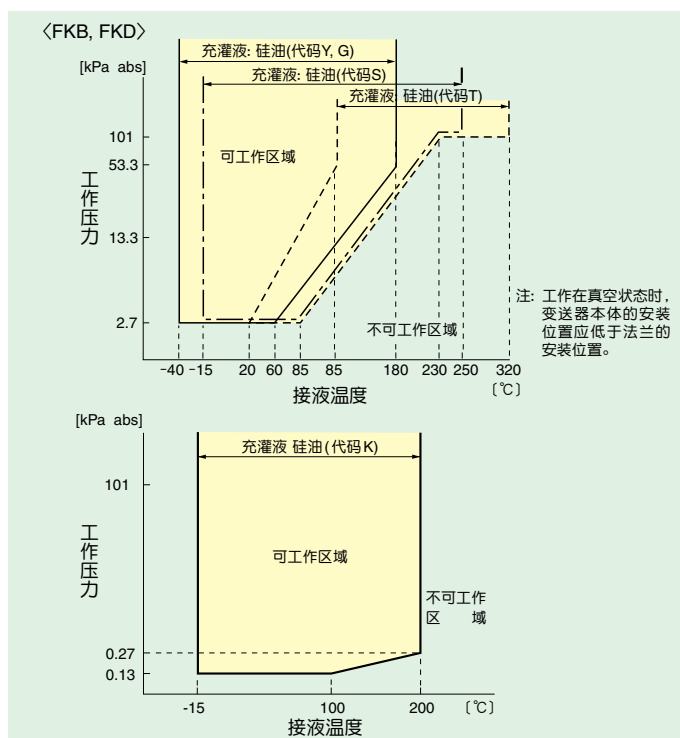 〈FKB, FKD〉
充灌液: 硅油(代码Y, G)
[kPa abs]
充灌液: 硅油(代码S)
充灌液: 硅油(代码T)
101
可工作区域
53.3
工作压力
13.3
注: 工作在真空状态时，
变送器本体的安装
位置应低于法兰的
安装位置。
不可工作区域
2.7
-40 -15 20 60 85 85 180 230 250 320
接液温度
〔℃〕
[kPa abs]
充灌液 硅油(代码K)
101
工作压力
可工作区域
不可工作
区 域
0.27
0.13
-15 100 200 〔℃〕
接液温度